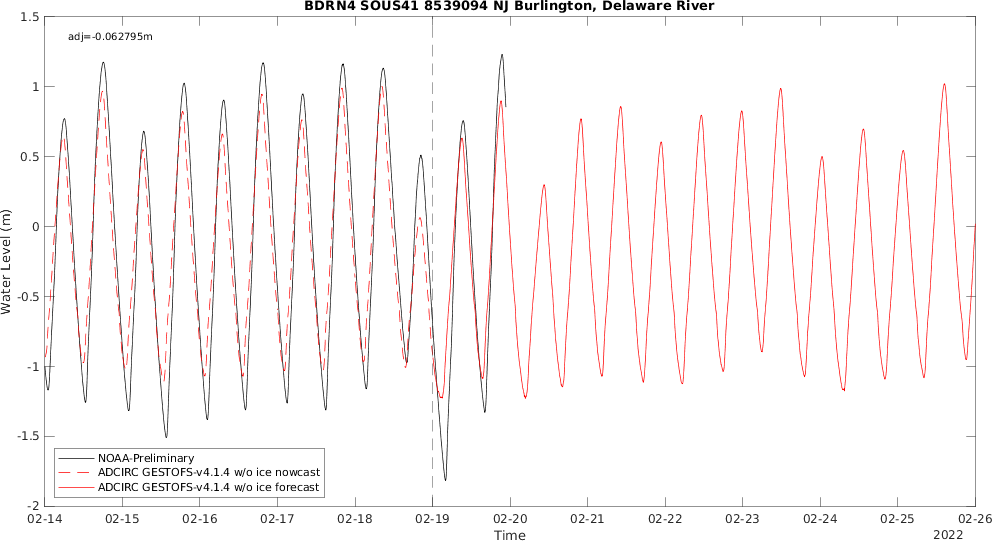 BDRN4 SOUS41 8539094 NJ Burlington, Delaware River
adj=-0.062795m
1.5
1
0.5
0
-0.5
-1
-1.5
-2
Water Level (m)
NOAA-Preliminary
ADCIRC GESTOFS-v4.1.4 w/o ice nowcast
ADCIRC GESTOFS-v4.1.4 w/o ice forecast
02-14 02-15 02-16 02-17 02-18 02-19 02-20 02-21 02-22 02-23 02-24 02-25 02-26
Time
2022